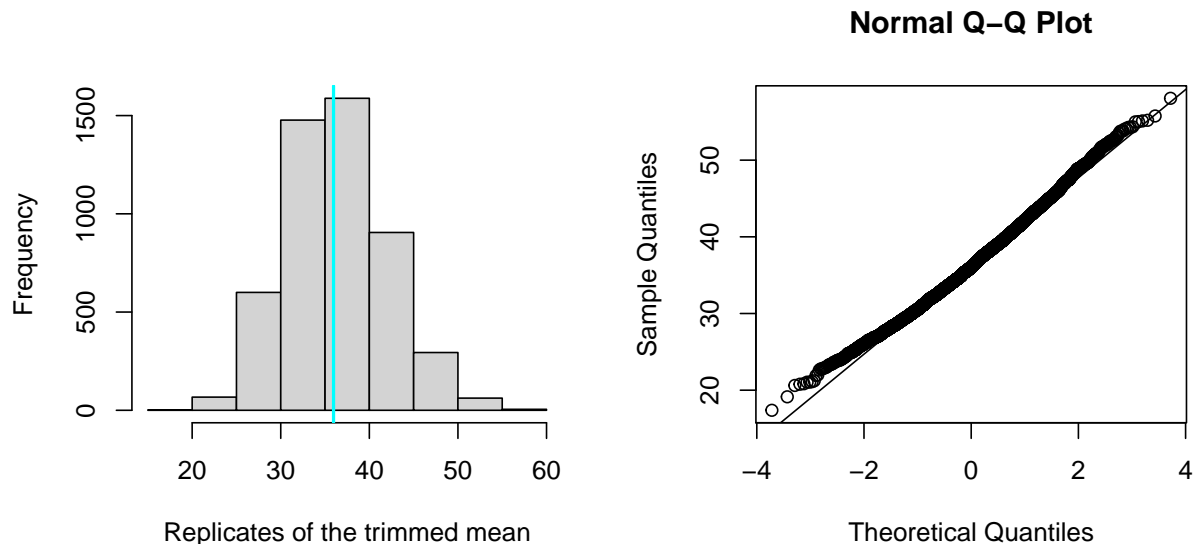 Frequency
1500
1000
500
0
20 30 40 50 60
Replicates of the trimmed mean
Normal Q−Q Plot
Sample Quantiles
50
40
30
20
−4 −2 0 2 4
Theoretical Quantiles